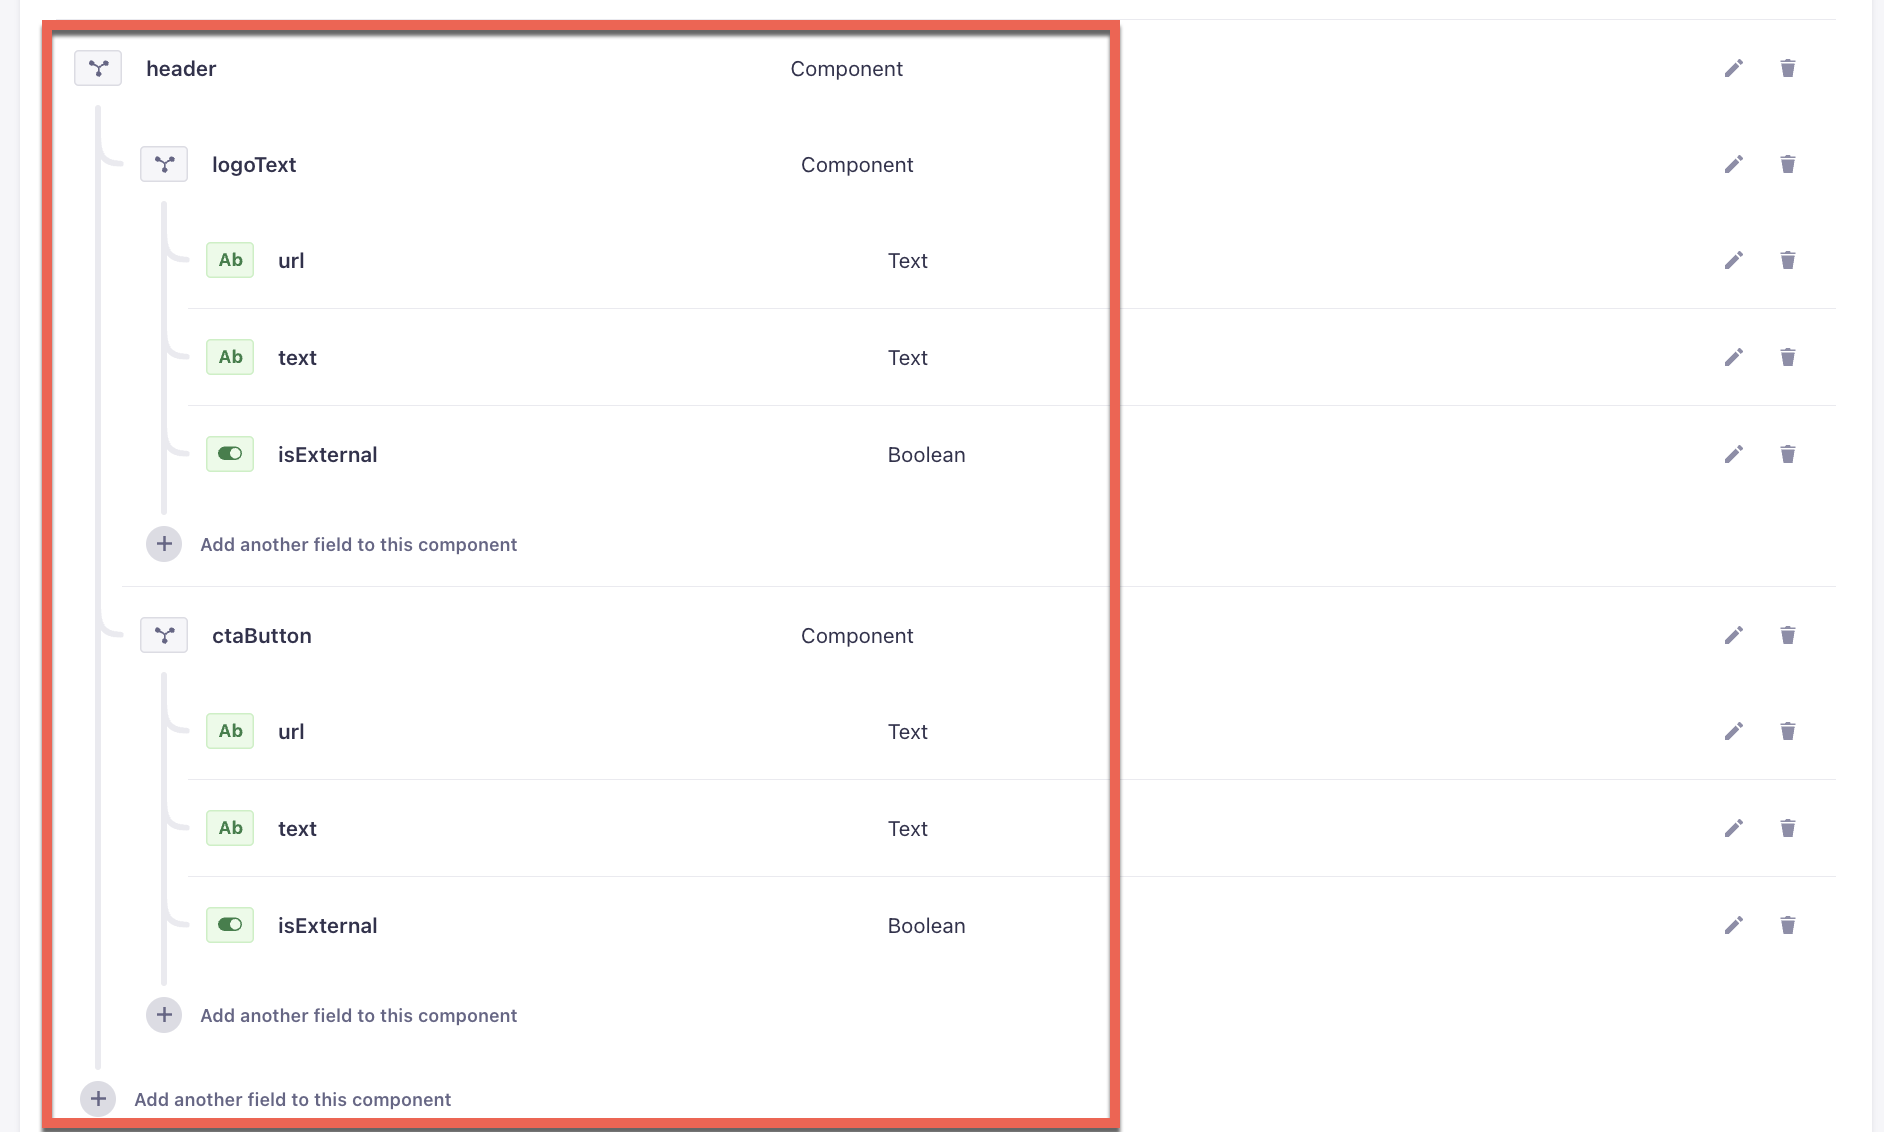 header Component
logoText Component
Ab url Text
Ab text Text
isExternal Boolean
Add another field to this component
ctaButton Component
Ab url Text
Ab text Text
isExternal Boolean
Add another field to this component
Add another field to this component